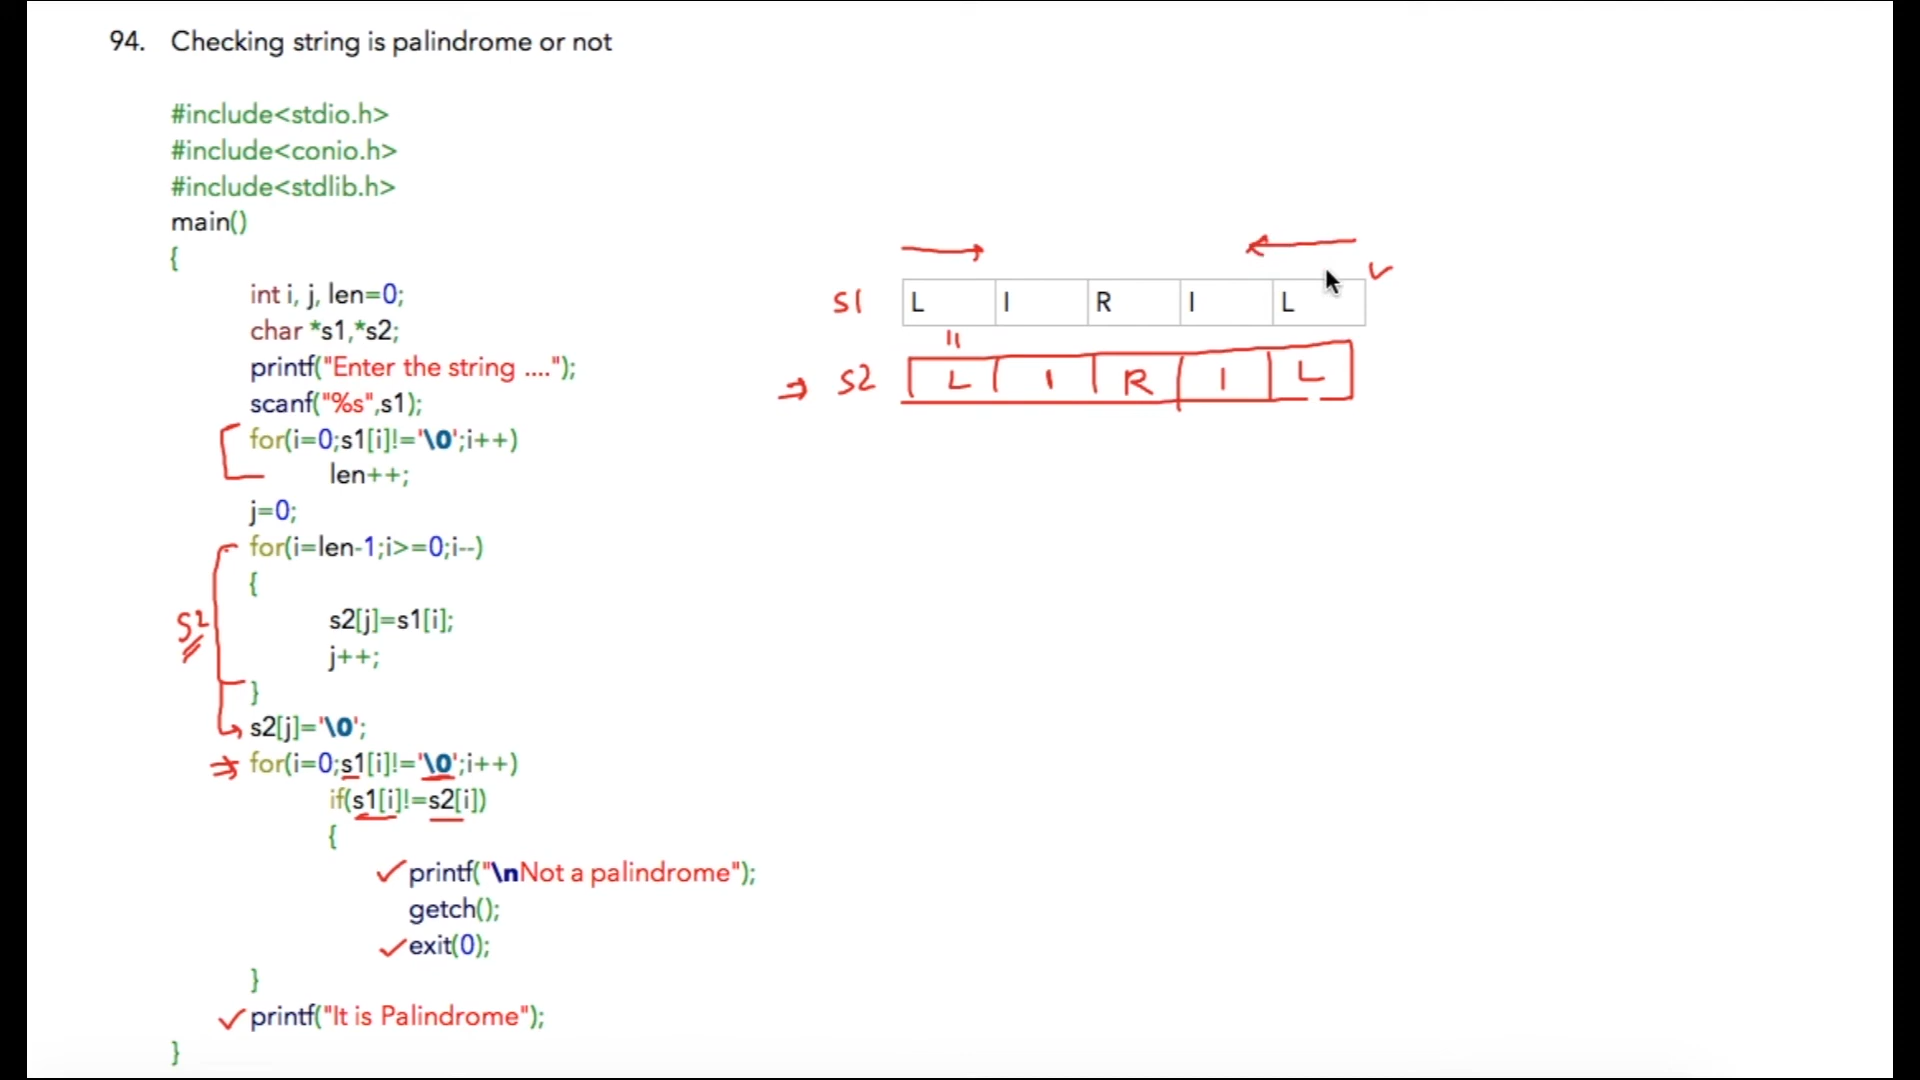 94. Checking string is palindrome or not
#include<stdio.h>
#include<conio.h>
#include<stdlib.h>
main()
{
int i, j, len=0;
char *s1,*s2;
printf("Enter the string ....");
scanf("%s",s1);
for(i=0;s1[i]!='\0';i++)
len++;
j=0;
for(i=len-1;i>=0;i--)
{
s2[j]=s1[i];
j++;
}
s2[j]='\0';
for(i=0;s1[i]!='\0';i++)
if(s1[i]!=s2[i])
{
printf("\nNot a palindrome");
getch();
exit(0);
}
printf("It is Palindrome");
}
S2
S1 L I R I L
S2 L I R I L